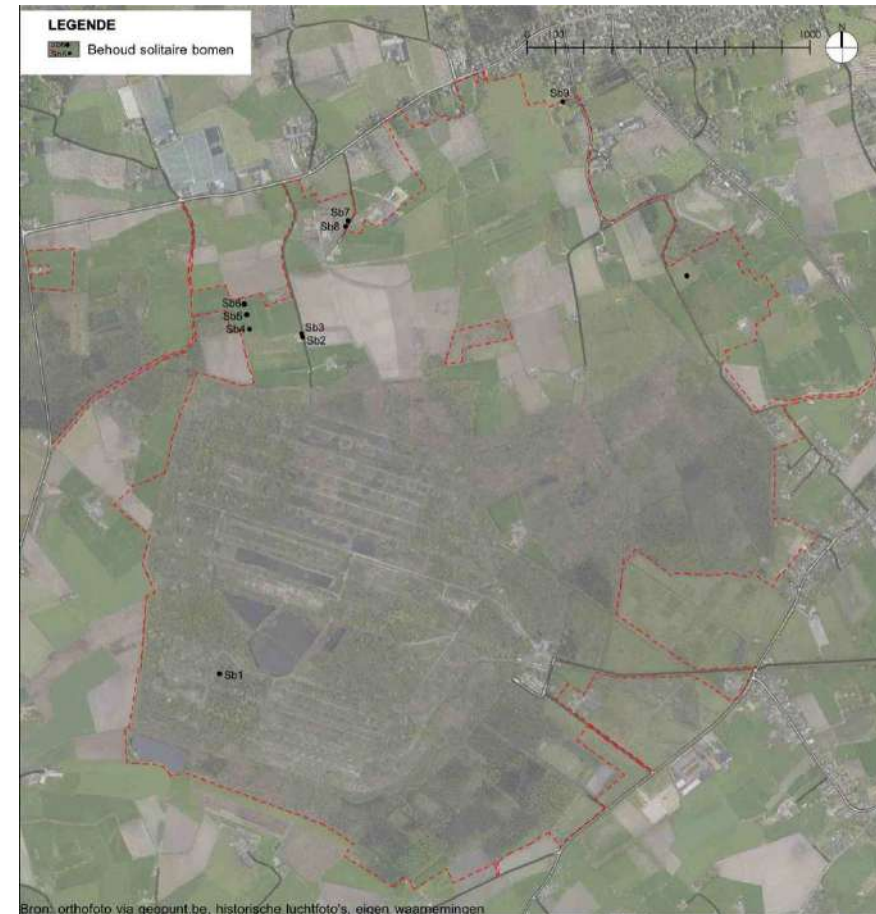 LEGENDE
Behoud solitaire bomen
N
1000
Sb9
Sb7
Sb8
Sb6
Sb5
Sb4
Sb3
Sb2
Sb1
Bron: orthofoto via geopunt.be, historische luchtfoto's, eigen waarnemingen